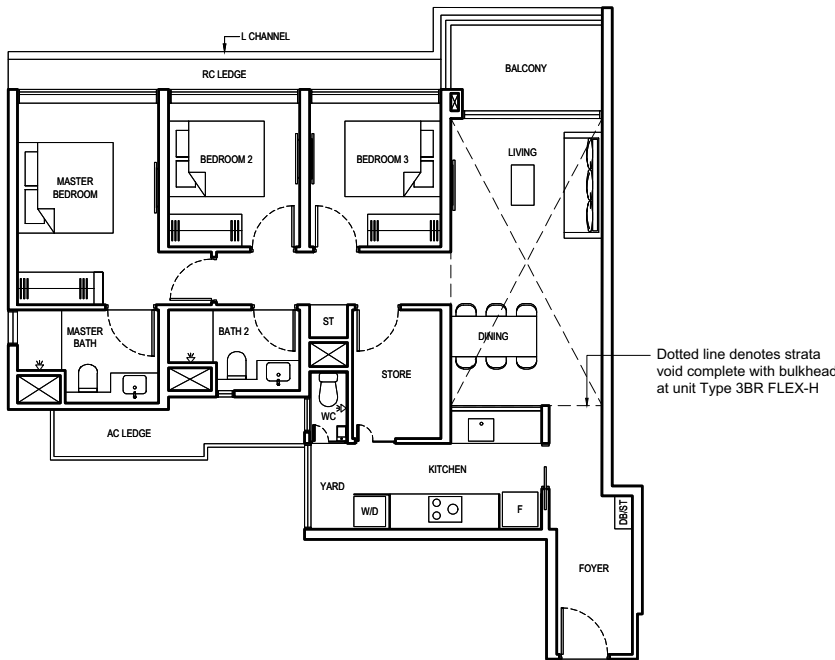 L CHANNEL
RC LEDGE
BALCONY
LIVING
BEDROOM 2
BEDROOM 3
MASTER
BEDROOM
MASTER
BATH
BATH 2
ST
DINING
STORE
Dotted line denotes strata
void complete with bulkhead
at unit Type 3BR FLEX-H
WC
AC LEDGE
KITCHEN
YARD
W/D
F
DB/ST
FOYER